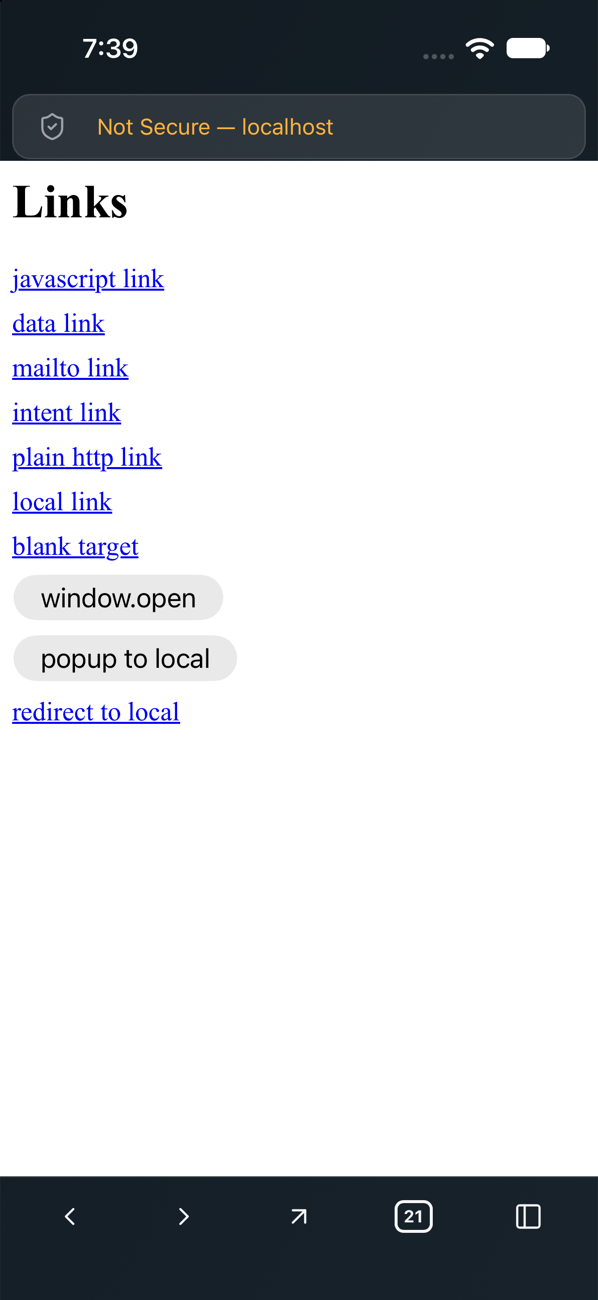 7:39
Not Secure — localhost
Links
javascript link
data link
mailto link
intent link
plain http link
local link
blank target
window.open
popup to local
redirect to local
21